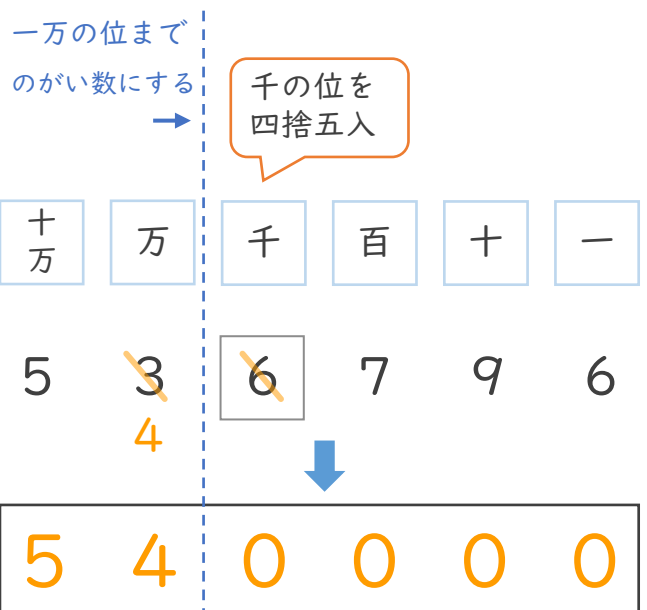 一万の位まで
のがい数にする
千の位を
四捨五入
十万 万 千 百 十 一
5 3 6 7 9 6
4
5 4 0 0 0 0